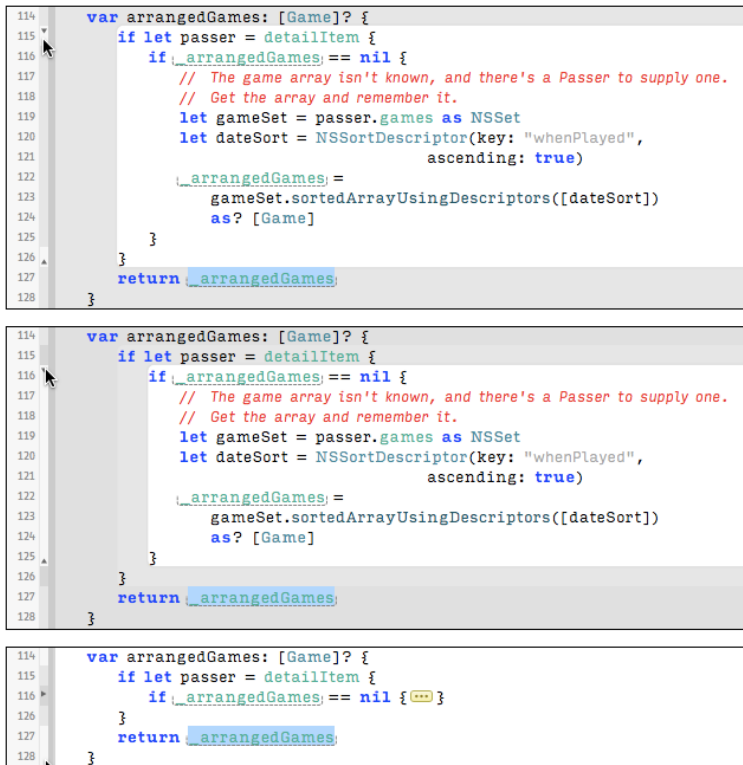 114 var arrangedGames: [Game]? {
115 if let passer = detailItem {
116 if _arrangedGames == nil {
117 // The game array isn't known, and there's a Passer to supply one.
118 // Get the array and remember it.
119 let gameSet = passer.games as NSSet
120 let dateSort = NSSortDescriptor(key: "whenPlayed",
121 ascending: true)
122 _arrangedGames =
123 gameSet.sortedArrayUsingDescriptors([dateSort])
124 as? [Game]
125 }
126 }
127 return _arrangedGames
128 }
114 var arrangedGames: [Game]? {
115 if let passer = detailItem {
116 if _arrangedGames == nil {
117 // The game array isn't known, and there's a Passer to supply one.
118 // Get the array and remember it.
119 let gameSet = passer.games as NSSet
120 let dateSort = NSSortDescriptor(key: "whenPlayed",
121 ascending: true)
122 _arrangedGames =
123 gameSet.sortedArrayUsingDescriptors([dateSort])
124 as? [Game]
125 }
126 }
127 return _arrangedGames
128 }
114 var arrangedGames: [Game]? {
115 if let passer = detailItem {
116 if _arrangedGames == nil {...}
126 }
127 return _arrangedGames
128 }